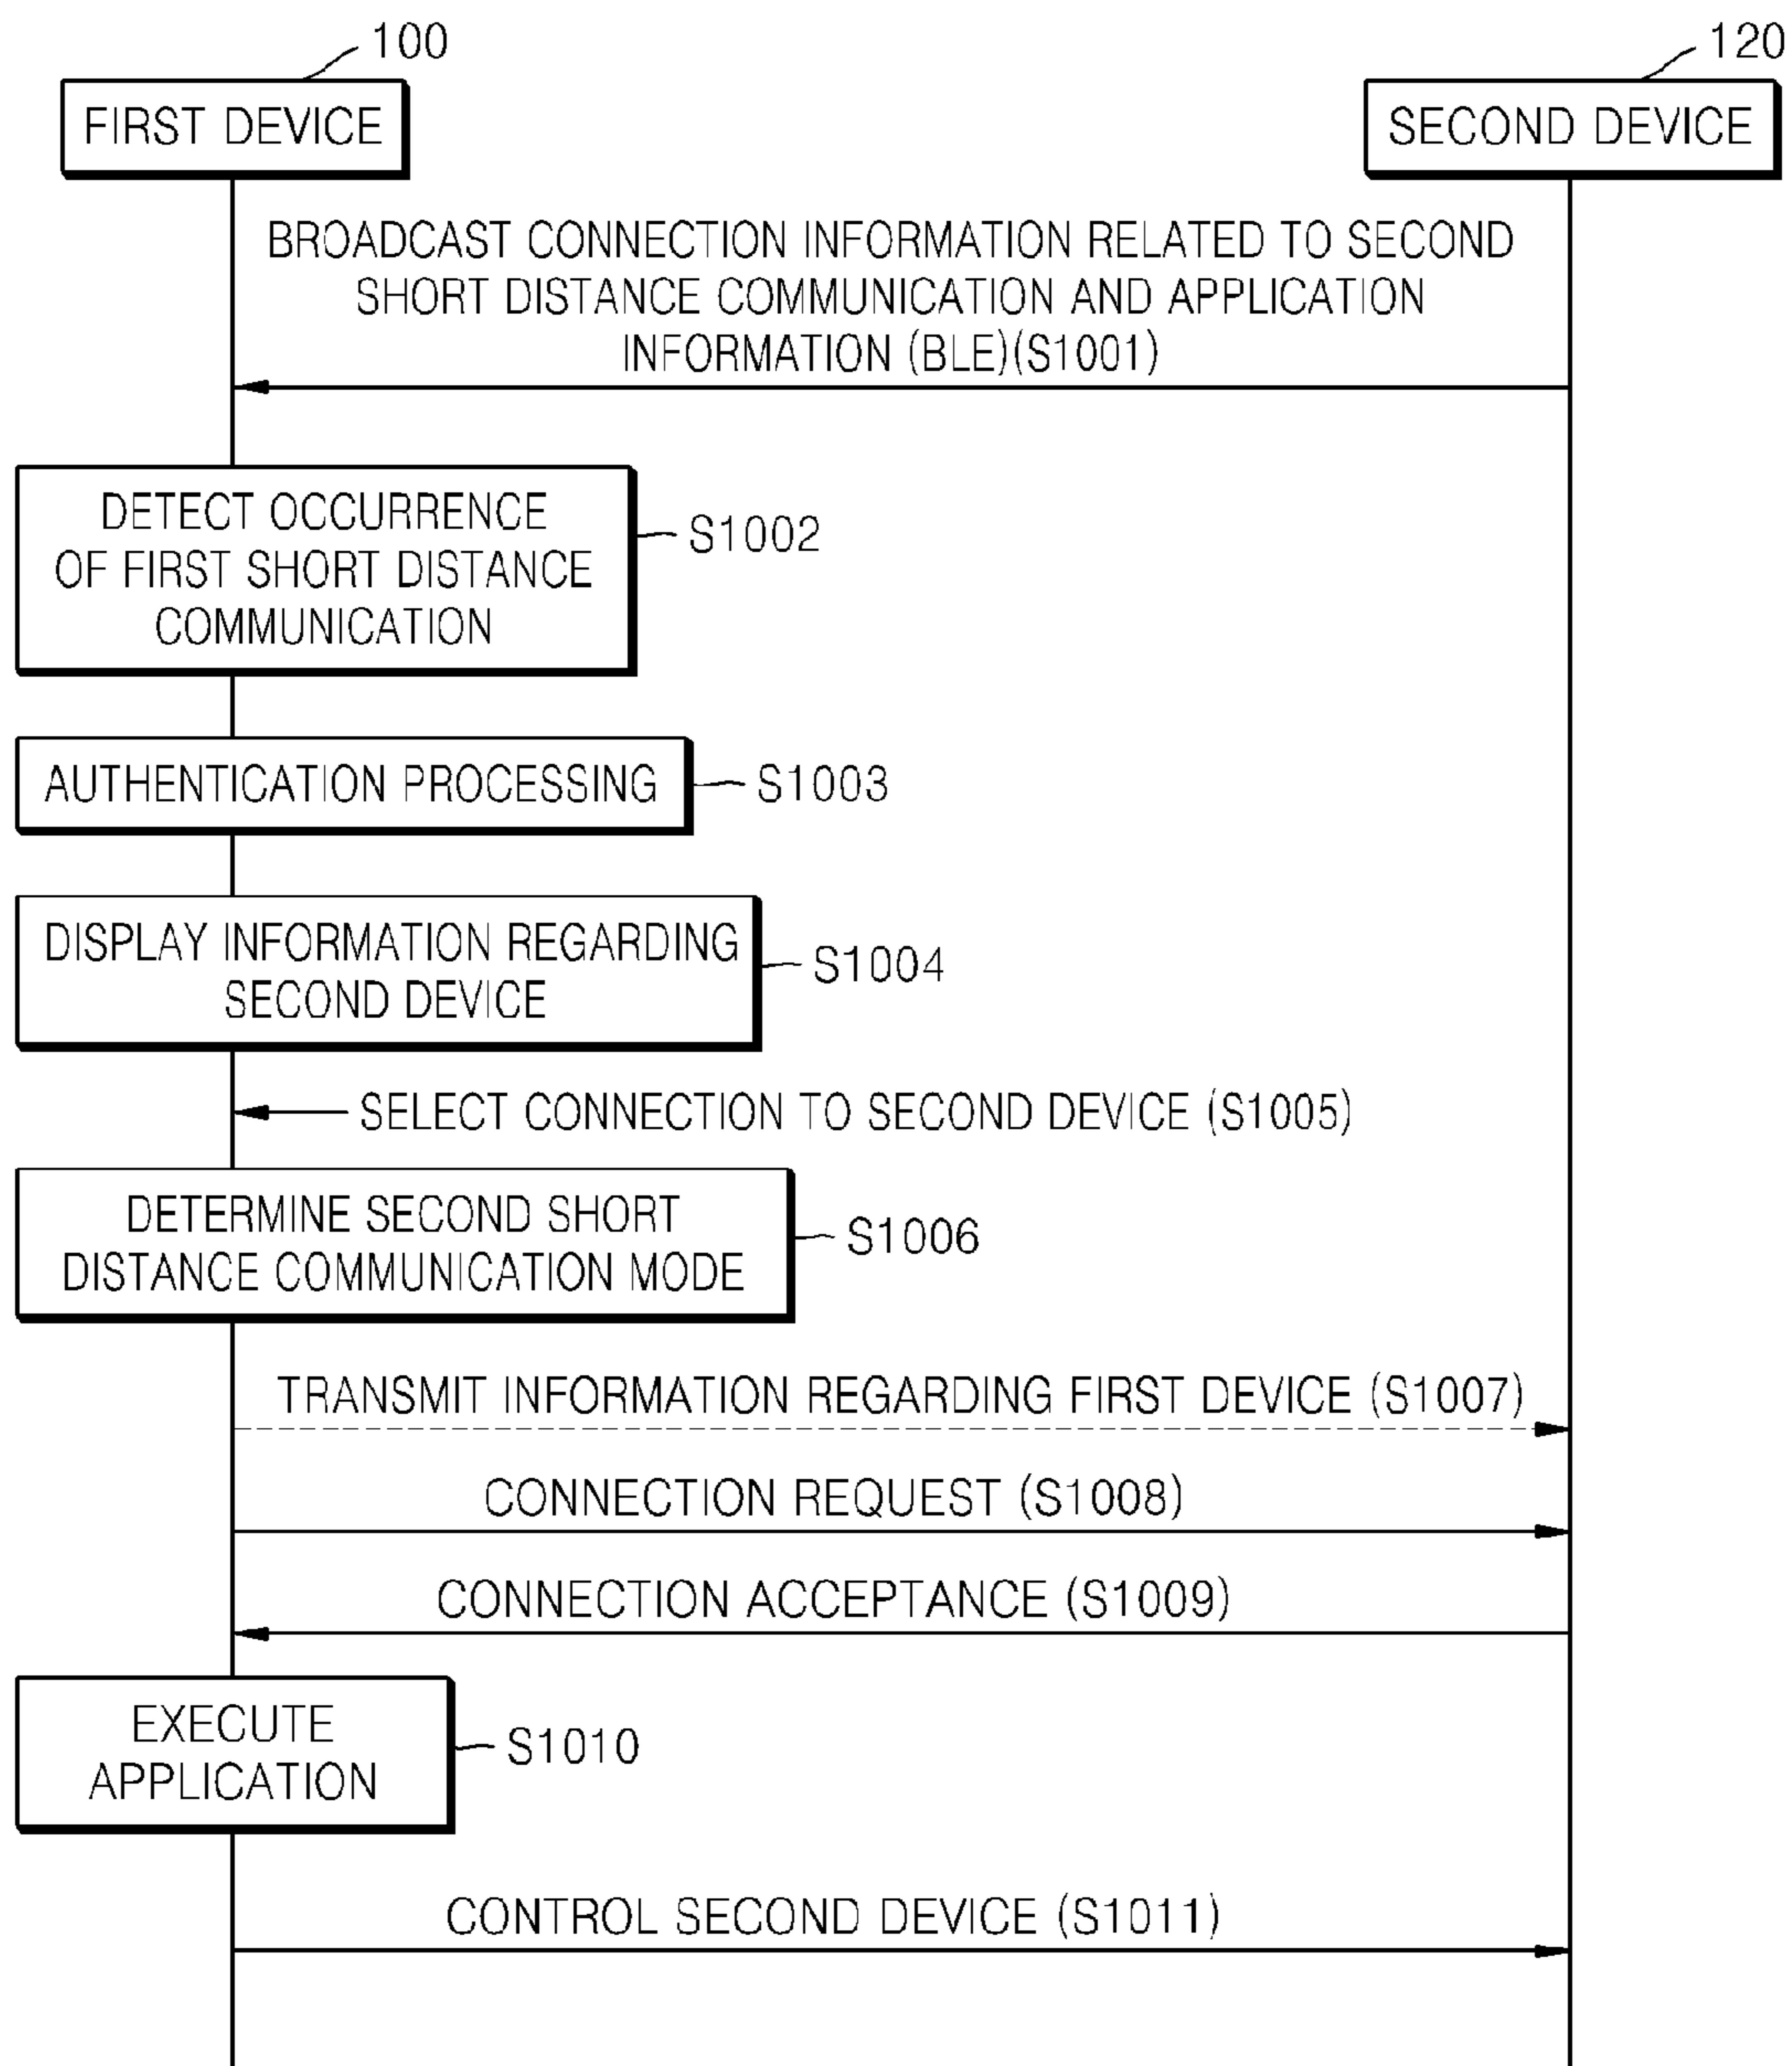 100
120
FIRST DEVICE
SECOND DEVICE
BROADCAST CONNECTION INFORMATION RELATED TO SECOND
SHORT DISTANCE COMMUNICATION AND APPLICATION
INFORMATION (BLE)(S1001)
DETECT OCCURRENCE
OF FIRST SHORT DISTANCE
COMMUNICATION
S1002
AUTHENTICATION PROCESSING
S1003
DISPLAY INFORMATION REGARDING
SECOND DEVICE
S1004
SELECT CONNECTION TO SECOND DEVICE (S1005)
DETERMINE SECOND SHORT
DISTANCE COMMUNICATION MODE
S1006
TRANSMIT INFORMATION REGARDING FIRST DEVICE (S1007)
CONNECTION REQUEST (S1008)
CONNECTION ACCEPTANCE (S1009)
EXECUTE
APPLICATION
S1010
CONTROL SECOND DEVICE (S1011)